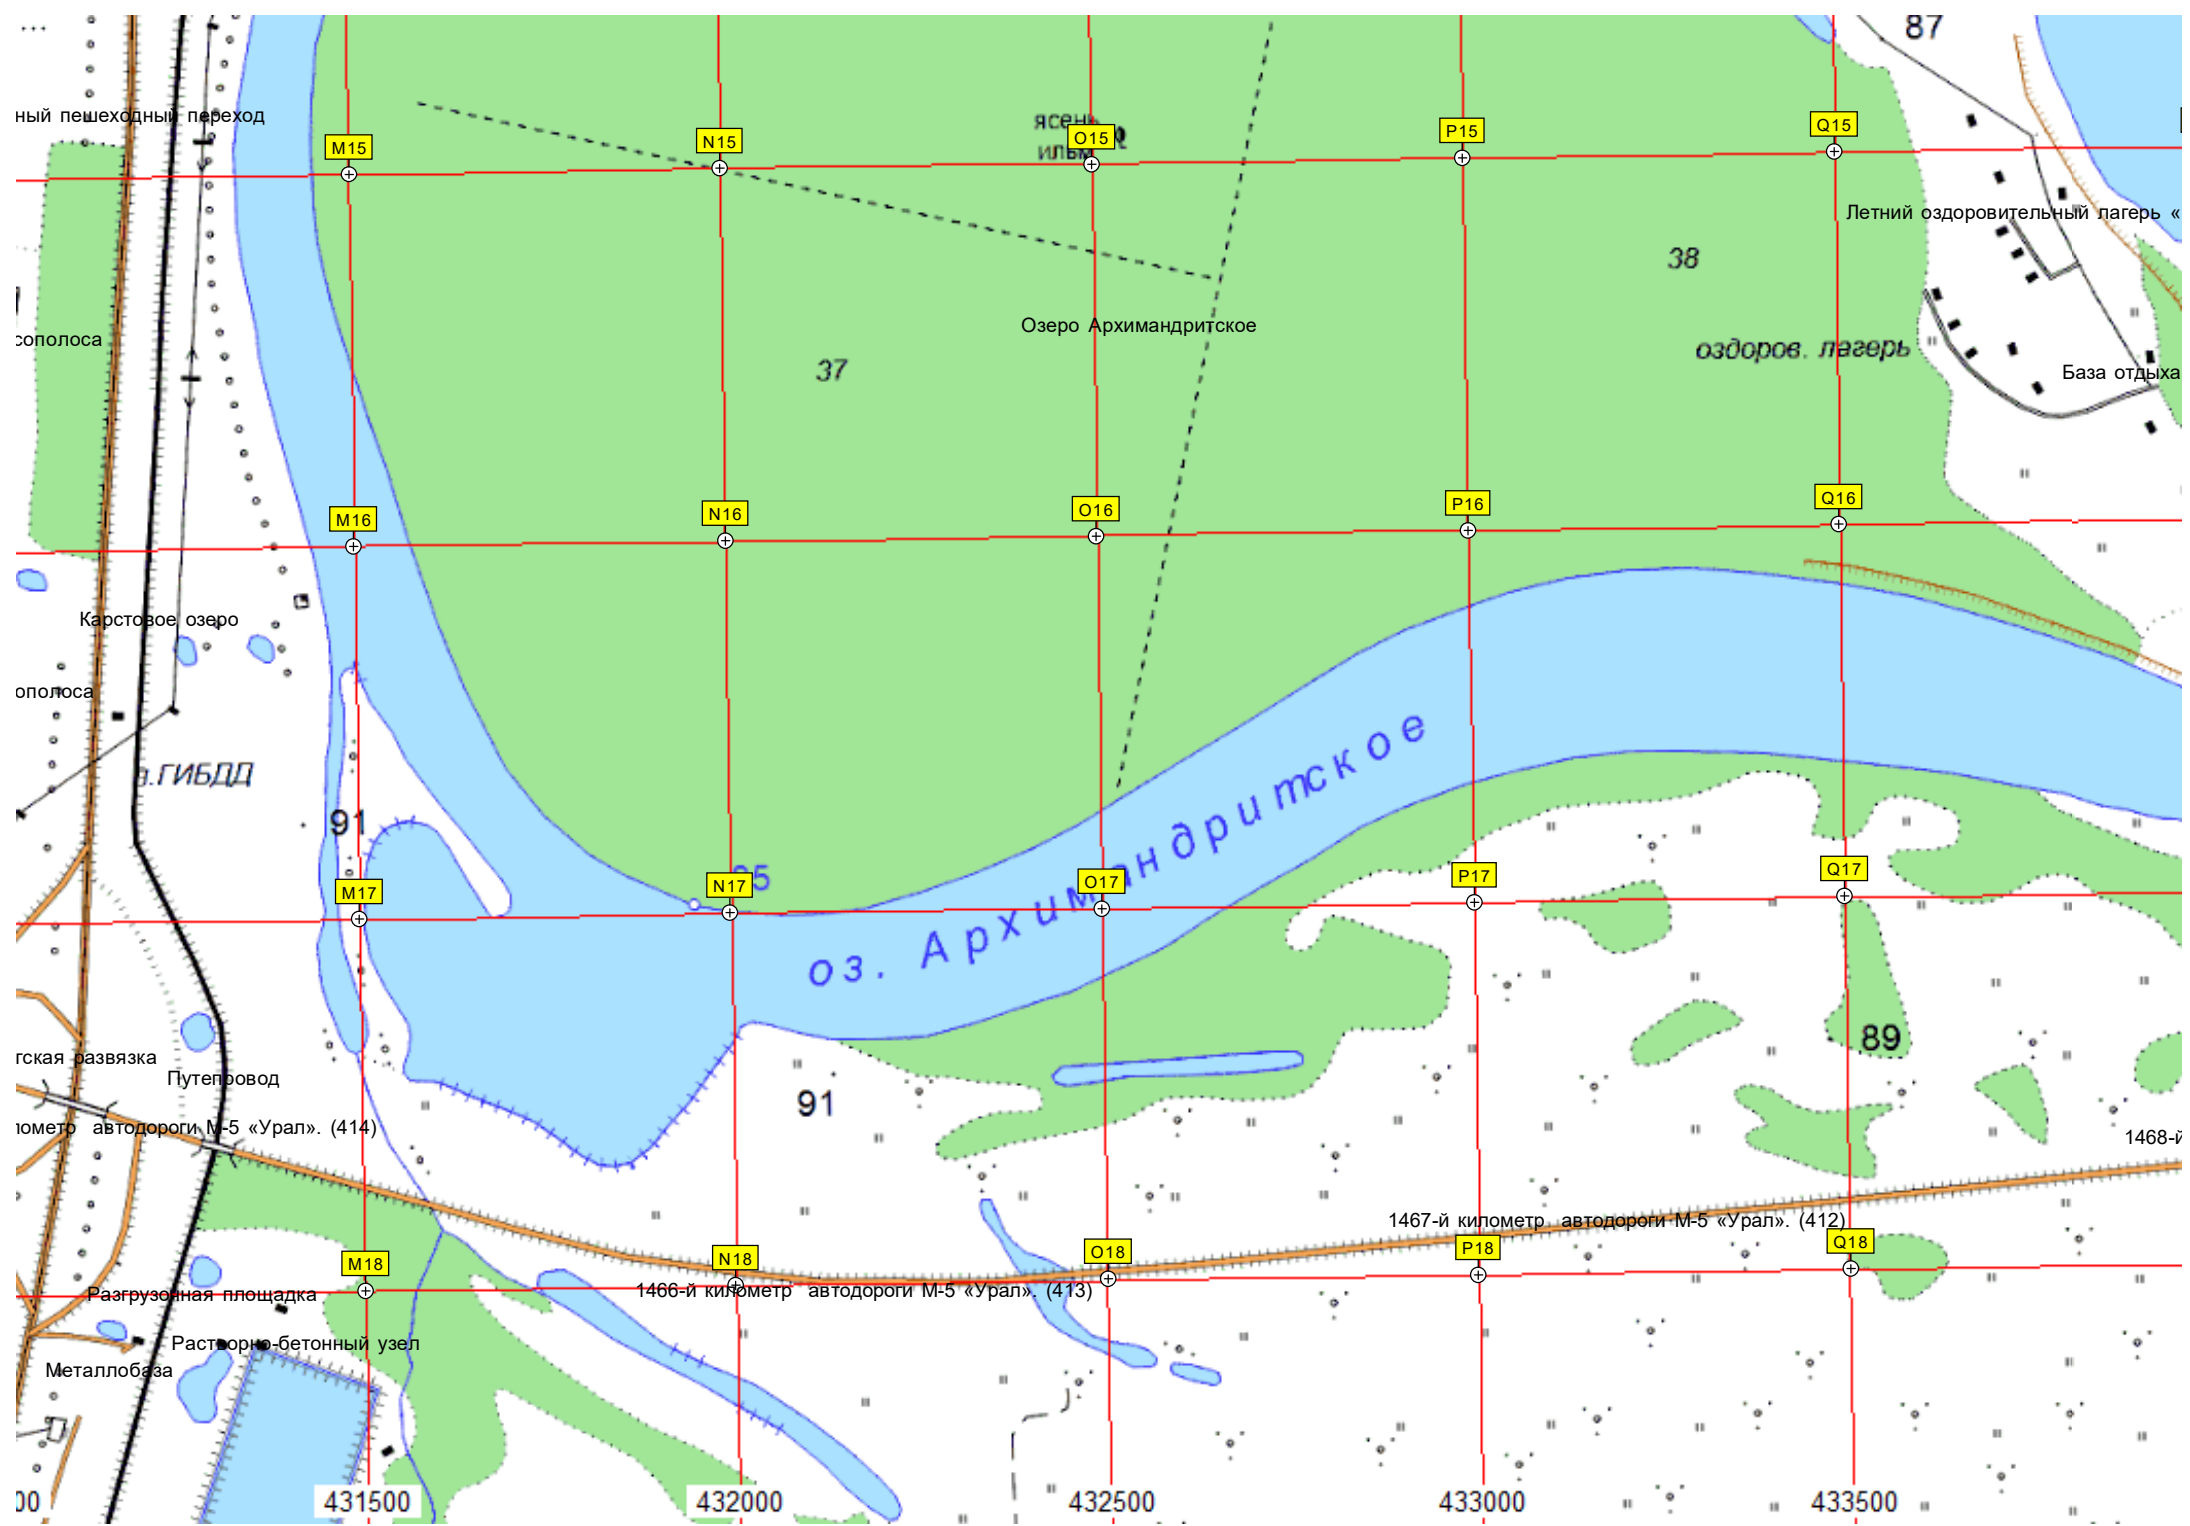 87
ный пешеходный переход
M15
N15
ясень
O15
ильм
P15
Q15
Летний оздоровительный лагерь «
38
Озеро Архимандритское
сополоса
37
оздоров. лагерь
База отдыха
M16
N16
O16
P16
Q16
Карстовое озеро
ополоса
.ГИБДД
91
оз. Архимандритское
M17
N17
O17
P17
Q17
89
гская развязка
Путепровод
91
лометр автодороги М-5 «Урал». (414)
1468-й
1467-й километр автодороги М-5 «Урал». (412)
M18
N18
O18
P18
Q18
Разгрузочная площадка
1466-й километр автодороги М-5 «Урал». (413)
Растворно-бетонный узел
Металлобаза
00
431500
432000
432500
433000
433500